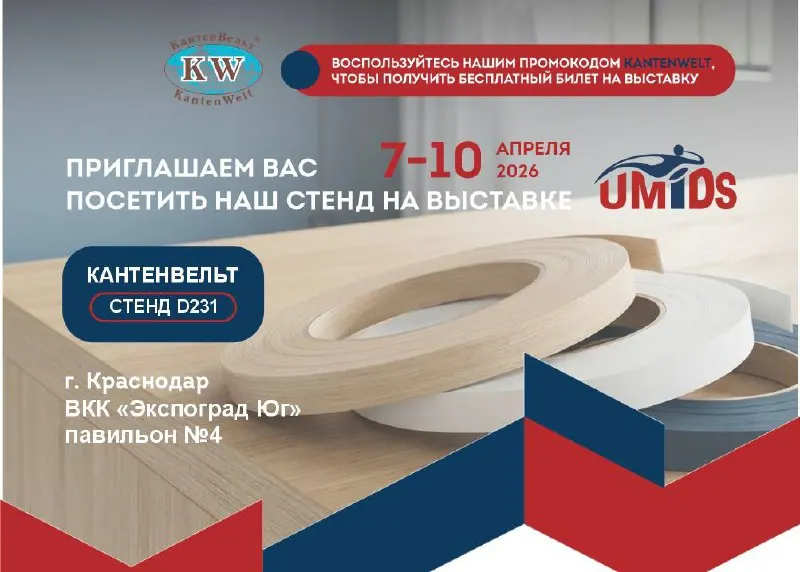 КантенВельт
KW
KantenWelt
ВОСПОЛЬЗУЙТЕСЬ НАШИМ ПРОМОКОДОМ KANTENWELT,
ЧТОБЫ ПОЛУЧИТЬ БЕСПЛАТНЫЙ БИЛЕТ НА ВЫСТАВКУ
7-10 АПРЕЛЯ
2026
ПРИГЛАШАЕМ ВАС
ПОСЕТИТЬ НАШ СТЕНД НА ВЫСТАВКЕ
UMIDS
КАНТЕНВЕЛЬТ
СТЕНД D231
г. Краснодар
ВКК «Экспоград Юг»
павильон №4